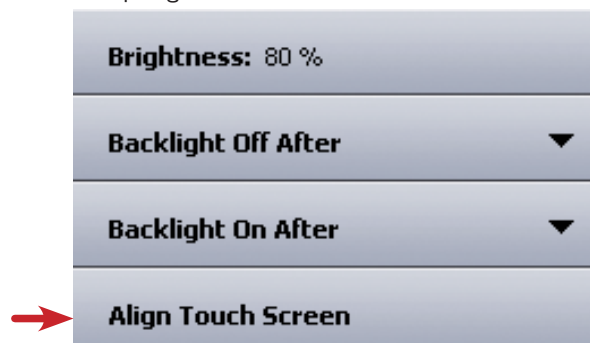 Brightness: 80 %
Backlight Off After
Backlight On After
Align Touch Screen